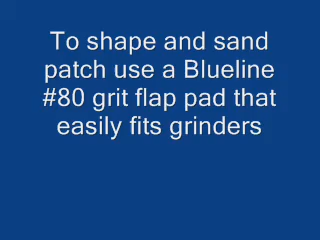 To shape and sand
patch use a Blueline
#80 grit flap pad that
easily fits grinders